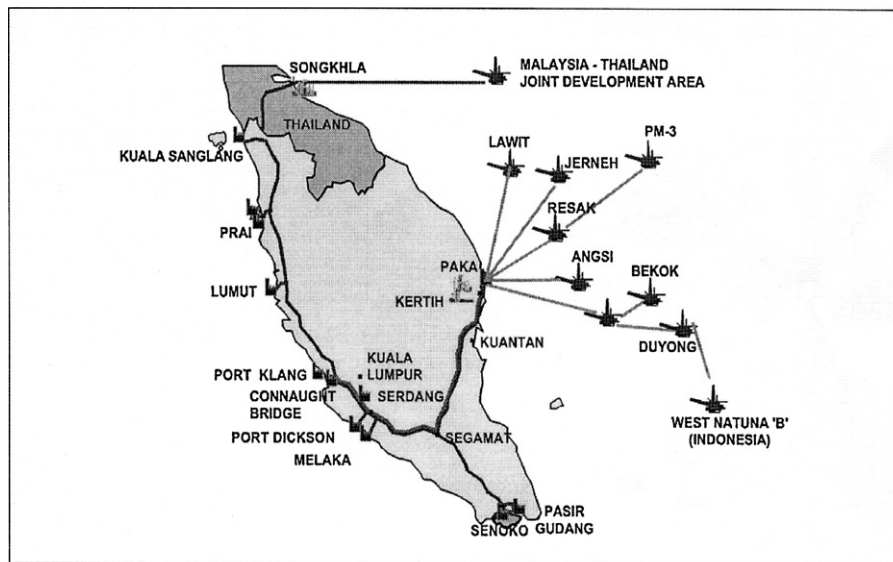 SONGKHLA
MALAYSIA - THAILAND
JOINT DEVELOPMENT AREA
THAILAND
KUALA SANGLANG
LAWIT
JERNEH
PM-3
PRAI
RESAK
PAKA
ANGSI
BEKOK
LUMUT
KERTIH
DUYONG
KUANTAN
PORT KLANG
KUALA
LUMPUR
CONNAUGHT
BRIDGE
SERDANG
WEST NATUNA 'B'
(INDONESIA)
PORT DICKSON
SEGAMAT
MELAKA
PASIR
GUDANG
SENOKO